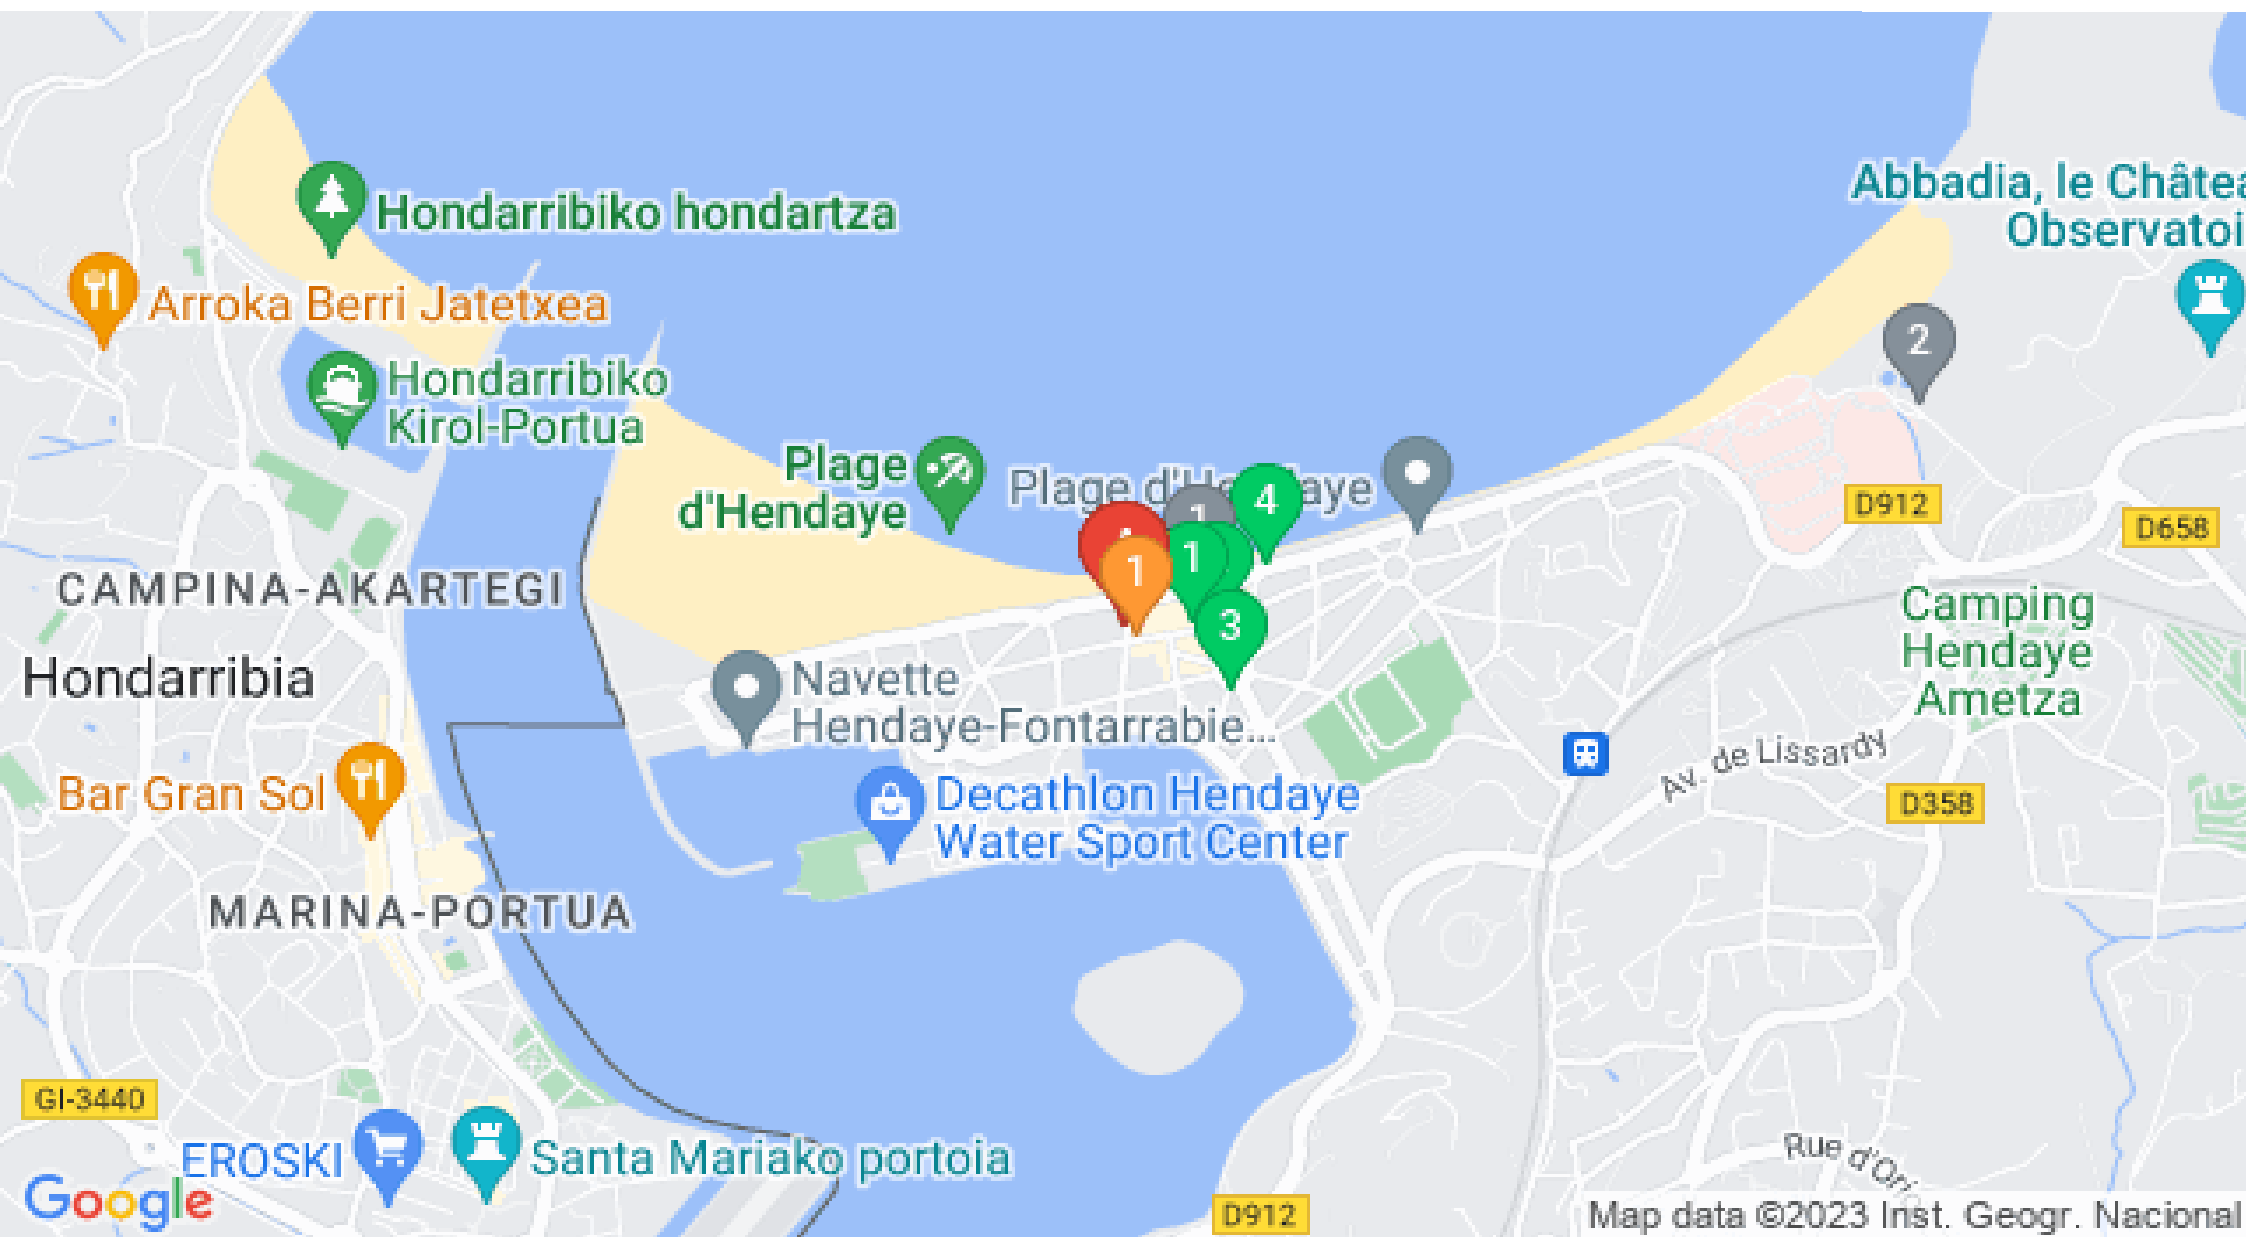 Abbadia, le Châtea
Observatoi
Hondarribiko hondartza
Arroka Berri Jatetxea
2
Hondarribiko
Kirol-Portua
Plage
d'Hendaye
Plage d'Hendaye
4
1
1
1
3
D912
D658
CAMPINA-AKARTEGI
Camping
Hendaye
Ametza
Hondarribia
Navette
Hendaye-Fontarrabie...
Av. de Lissardy
Bar Gran Sol
Decathlon Hendaye
Water Sport Center
D358
MARINA-PORTUA
GI-3440
EROSKI
Santa Mariako portoia
Rue d'Ori
Google
D912
Map data ©2023 Inst. Geogr. Nacional